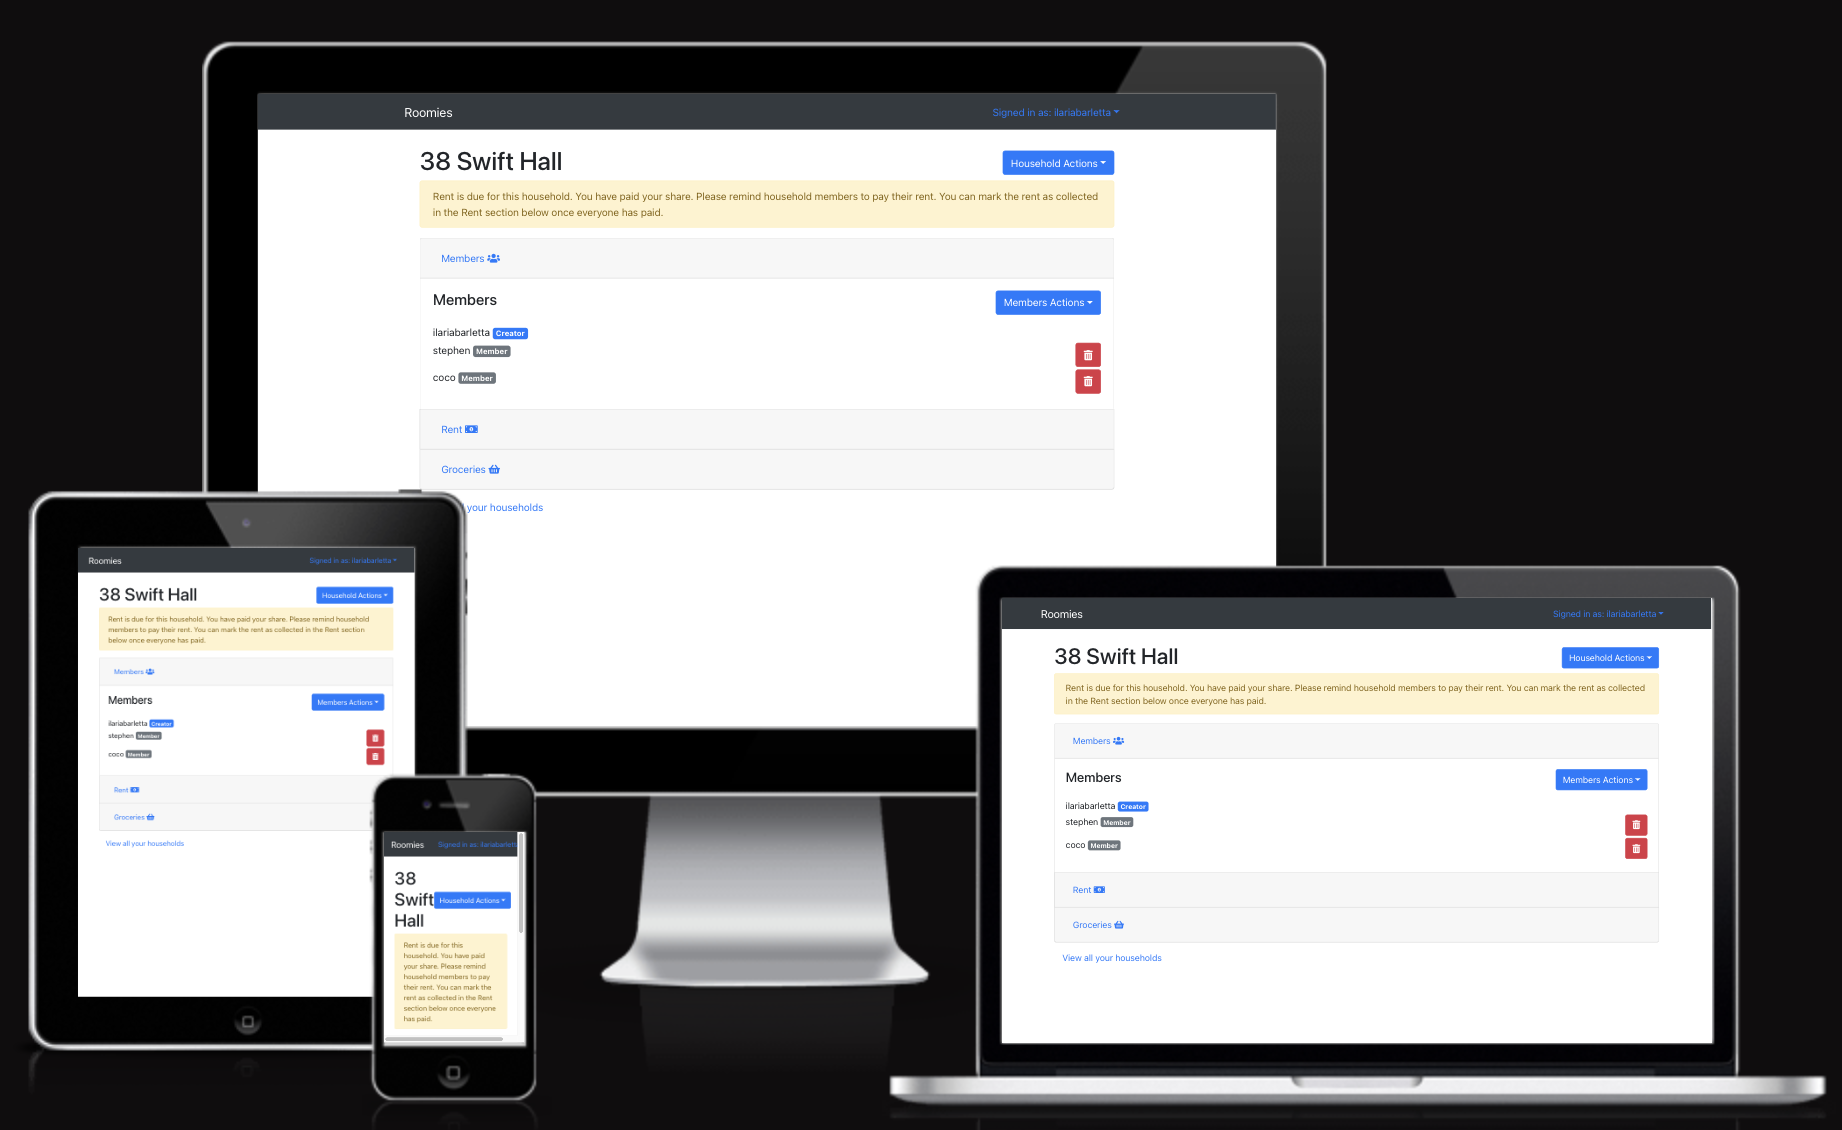 Roomies
Signed in as: ilariabarletta
38 Swift Hall
Household Actions
Rent is due for this household. You have paid your share. Please remind household members to pay their rent. You can mark the rent as collected
in the Rent section below once everyone has paid.
Members
Members
Members Actions
ilariabarletta Creator
stephen Member
coco Member
Rent
Groceries
your households
Roomies
Signed in as: ilariabarletta
38 Swift Hall
Household Actions
Rent is due for this household. You have paid your share. Please remind household
members to pay their rent. You can mark the rent as collected in the Rent section
below once everyone has paid.
Members
Members
Members Actions
ilariabarletta Creator
stephen Member
coco Member
Rent
Groceries
View all your households
Roomies
Signed in as: ilariabarlett
38
Swift
Hall
Household Actions
Rent is due for this
household. You have paid
your share. Please remind
household members to pay
their rent. You can mark the
rent as collected in the Rent
section below once everyone
has paid.
Roomies
Signed in as: ilariabarletta
38 Swift Hall
Household Actions
Rent is due for this household. You have paid your share. Please remind household members to pay their rent. You can mark the rent as collected
in the Rent section below once everyone has paid.
Members
Members
Members Actions
ilariabarletta Creator
stephen Member
coco Member
Rent
Groceries
View all your households